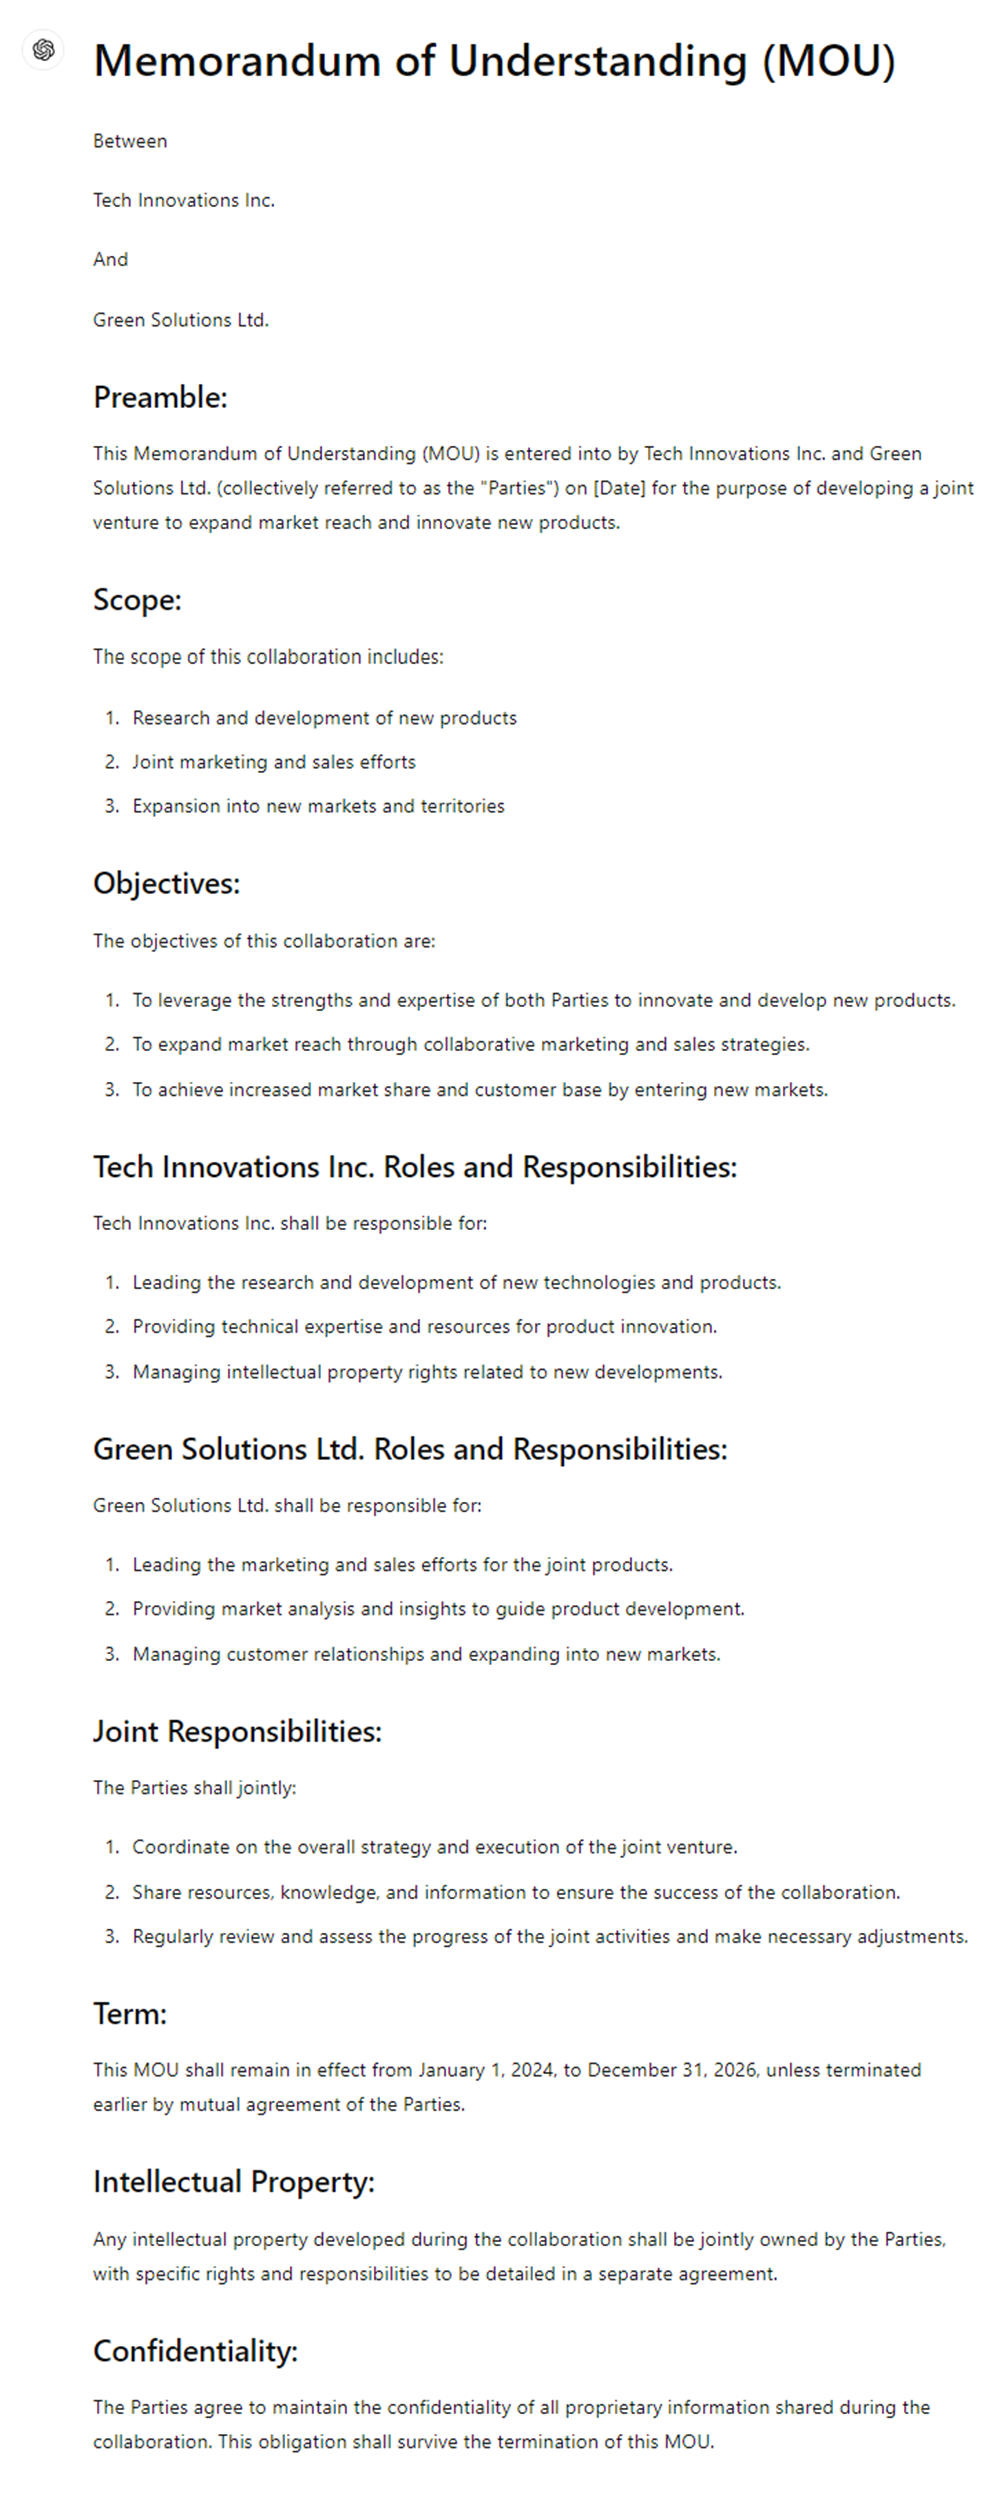 Memorandum of Understanding (MOU)
Between
Tech Innovations Inc.
And
Green Solutions Ltd.
Preamble:
This Memorandum of Understanding (MOU) is entered into by Tech Innovations Inc. and Green
Solutions Ltd. (collectively referred to as the "Parties") on [Date] for the purpose of developing a joint
venture to expand market reach and innovate new products.
Scope:
The scope of this collaboration includes:
1. Research and development of new products
2. Joint marketing and sales efforts
3. Expansion into new markets and territories
Objectives:
The objectives of this collaboration are:
1. To leverage the strengths and expertise of both Parties to innovate and develop new products.
2. To expand market reach through collaborative marketing and sales strategies.
3. To achieve increased market share and customer base by entering new markets.
Tech Innovations Inc. Roles and Responsibilities:
Tech Innovations Inc. shall be responsible for:
1. Leading the research and development of new technologies and products.
2. Providing technical expertise and resources for product innovation.
3. Managing intellectual property rights related to new developments.
Green Solutions Ltd. Roles and Responsibilities:
Green Solutions Ltd. shall be responsible for:
1. Leading the marketing and sales efforts for the joint products.
2. Providing market analysis and insights to guide product development.
3. Managing customer relationships and expanding into new markets.
Joint Responsibilities:
The Parties shall jointly:
1. Coordinate on the overall strategy and execution of the joint venture.
2. Share resources, knowledge, and information to ensure the success of the collaboration.
3. Regularly review and assess the progress of the joint activities and make necessary adjustments.
Term:
This MOU shall remain in effect from January 1, 2024, to December 31, 2026, unless terminated
earlier by mutual agreement of the Parties.
Intellectual Property:
Any intellectual property developed during the collaboration shall be jointly owned by the Parties,
with specific rights and responsibilities to be detailed in a separate agreement.
Confidentiality:
The Parties agree to maintain the confidentiality of all proprietary information shared during the
collaboration. This obligation shall survive the termination of this MOU.